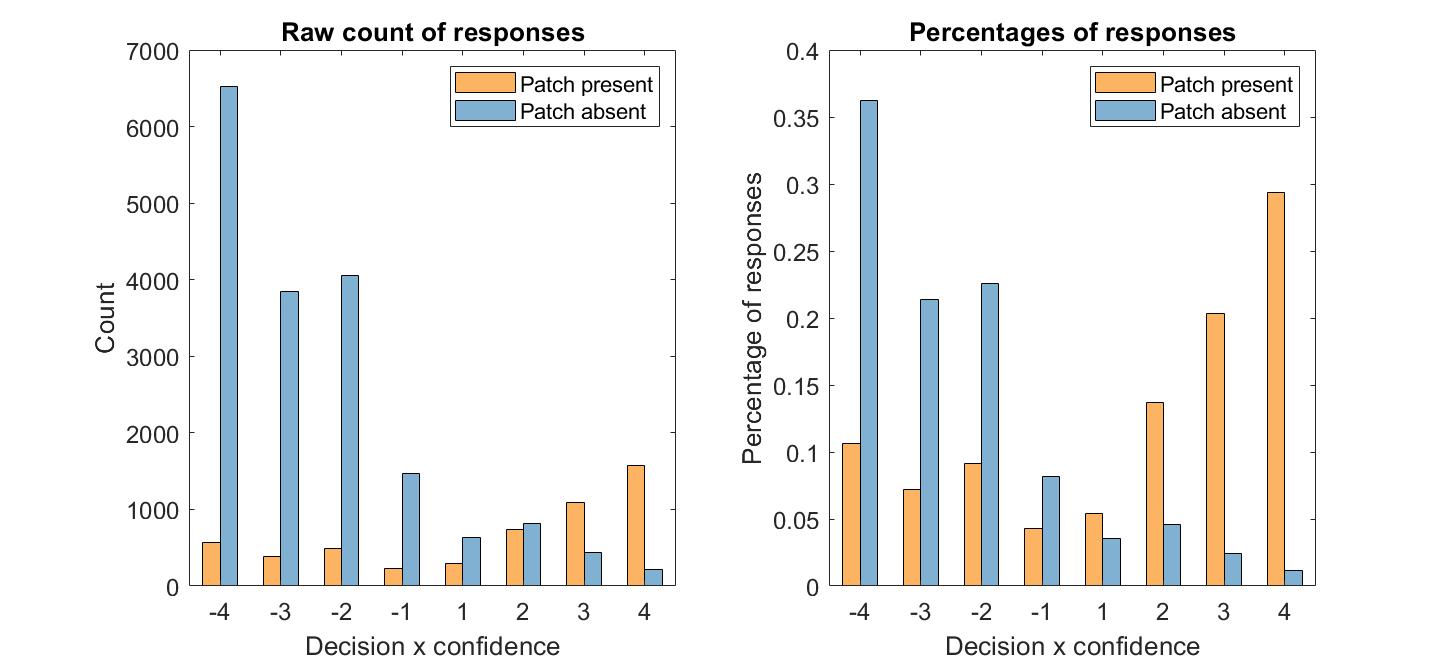 Raw count of responses
7000
6000
5000
4000
3000
2000
1000
0
Count
Patch present
Patch absent
-4 -3 -2 -1 1 2 3 4
Decision x confidence
Percentages of responses
0.4
0.35
0.3
0.25
0.2
0.15
0.1
0.05
0
Percentage of responses
Patch present
Patch absent
-4 -3 -2 -1 1 2 3 4
Decision x confidence